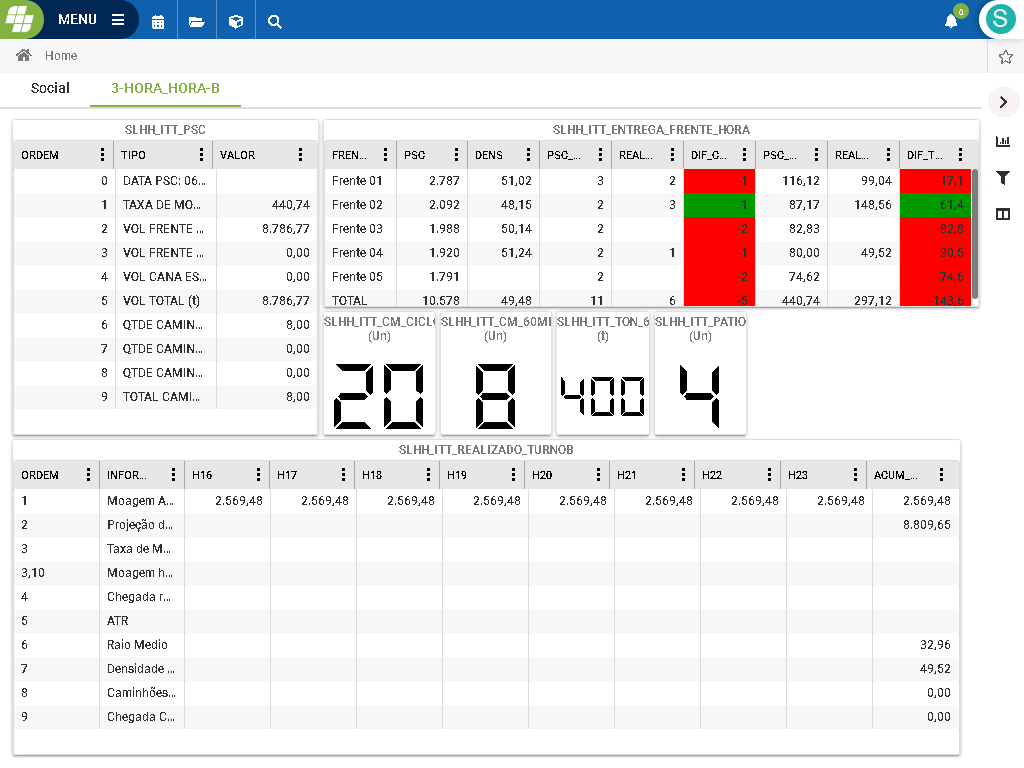 MENU
0
S
Home
Social 3-HORA_HORA-B
SLHH_ITT_PSC
ORDEM TIPO VALOR
0 DATA PSC: 06...
1 TAXA DE MO... 440,74
2 VOL FRENTE ... 8.786,77
3 VOL FRENTE ... 0,00
4 VOL CANA ES... 0,00
5 VOL TOTAL (t) 8.786,77
6 QTDE CAMIN... 8,00
7 QTDE CAMIN... 0,00
8 QTDE CAMIN... 0,00
9 TOTAL CAMI... 8,00
SLHH_ITT_ENTREGA_FRENTE_HORA
FREN... PSC DENS PSC_... REAL... DIF_C... PSC_... REAL... DIF_T...
Frente 01 2.787 51,02 3 2 -1 116,12 99,04 -17,1
Frente 02 2.092 48,15 2 3 1 87,17 148,56 61,4
Frente 03 1.988 50,14 2 -2 82,83 -82,8
Frente 04 1.920 51,24 2 1 -1 80,00 49,52 -30,5
Frente 05 1.791 2 -2 74,62 -74,6
TOTAL 10.578 49,48 11 6 -5 440,74 297,12 -143,6
SLHH_ITT_CM_CICL
(Un)
20
SLHH_ITT_CM_60MI
(Un)
8
SLHH_ITT_TON_6
(t)
400
SLHH_ITT_PATIO
(Un)
4
SLHH_ITT_REALIZADO_TURNOB
ORDEM INFOR... H16 H17 H18 H19 H20 H21 H22 H23 ACUM_...
1 Moagem A... 2.569,48 2.569,48 2.569,48 2.569,48 2.569,48 2.569,48 2.569,48 2.569,48 2.569,48
2 Projeção d... 8.809,65
3 Taxa de M...
3,10 Moagem h...
4 Chegada r...
5 ATR
6 Raio Medio 32,96
7 Densidade ... 49,52
8 Caminhões... 0,00
9 Chegada C... 0,00